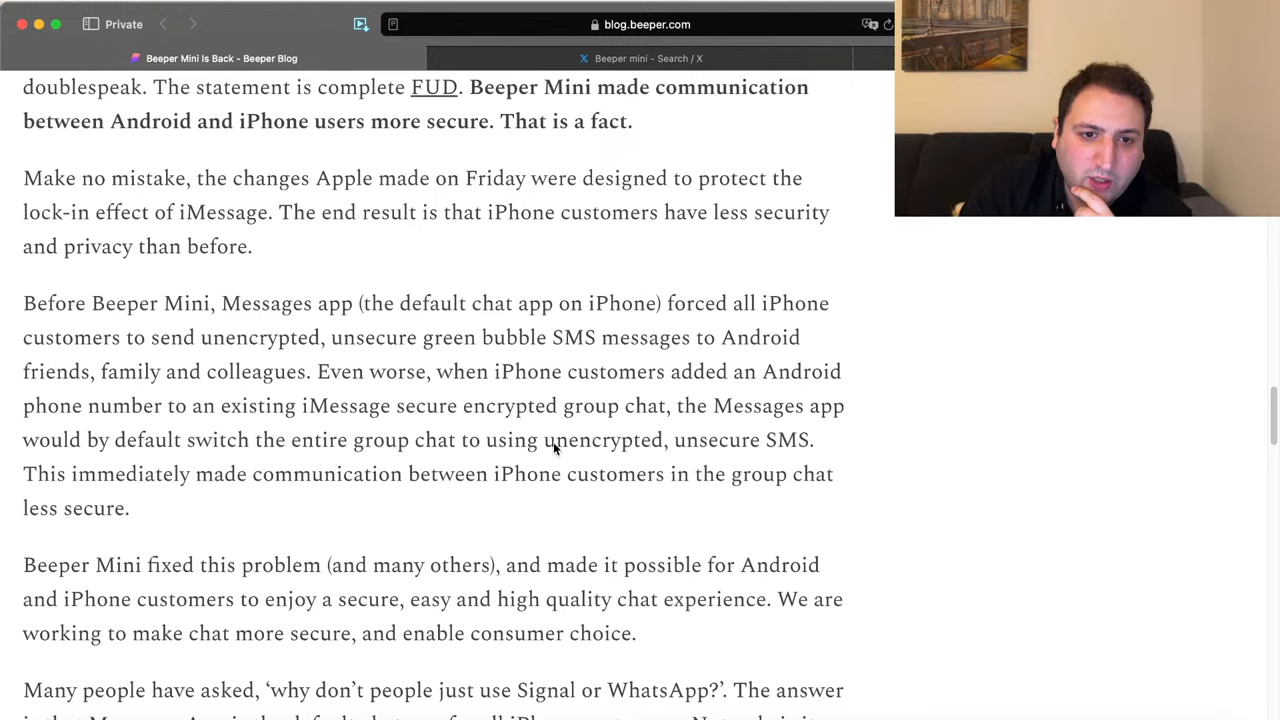 Private
blog.beeper.com
Beeper Mini Is Back - Beeper Blog
Beeper mini - Search / X
doublespeak. The statement is complete FUD. Beeper Mini made communication
between Android and iPhone users more secure. That is a fact.
Make no mistake, the changes Apple made on Friday were designed to protect the
lock-in effect of iMessage. The end result is that iPhone customers have less security
and privacy than before.
Before Beeper Mini, Messages app (the default chat app on iPhone) forced all iPhone
customers to send unencrypted, unsecure green bubble SMS messages to Android
friends, family and colleagues. Even worse, when iPhone customers added an Android
phone number to an existing iMessage secure encrypted group chat, the Messages app
would by default switch the entire group chat to using unencrypted, unsecure SMS.
This immediately made communication between iPhone customers in the group chat
less secure.
Beeper Mini fixed this problem (and many others), and made it possible for Android
and iPhone customers to enjoy a secure, easy and high quality chat experience. We are
working to make chat more secure, and enable consumer choice.
Many people have asked, ‘why don’t people just use Signal or WhatsApp?’. The answer